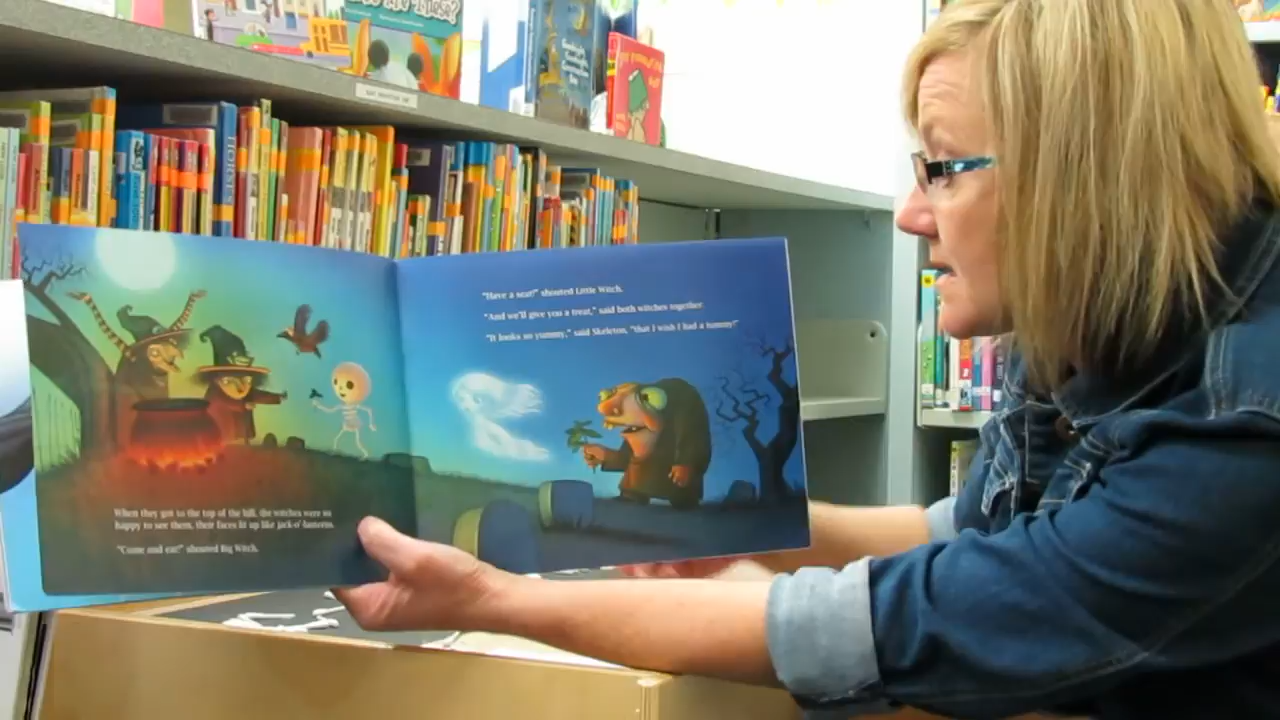 When they got to the top of the hill, the witches were so
happy to see them, their faces lit up like jack-o'-lanterns.
"Come and eat!" shouted Big Witch.
"Have a seat!" shouted Little Witch.
"And we'll give you a treat," said both witches together.
"It looks so yummy," said Skeleton, "that I wish I had a tummy!"